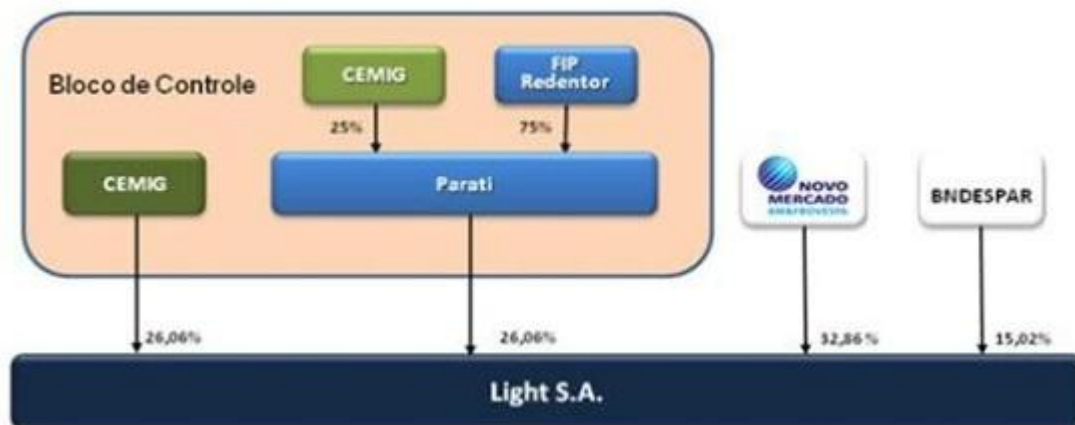 Bloco de Controle
CEMIG
FIP
Redentor
25%
75%
CEMIG
Parati
NOVO
MERCADO
BNDESPAR
26,06%
26,06%
32,86%
15,02%
Light S.A.